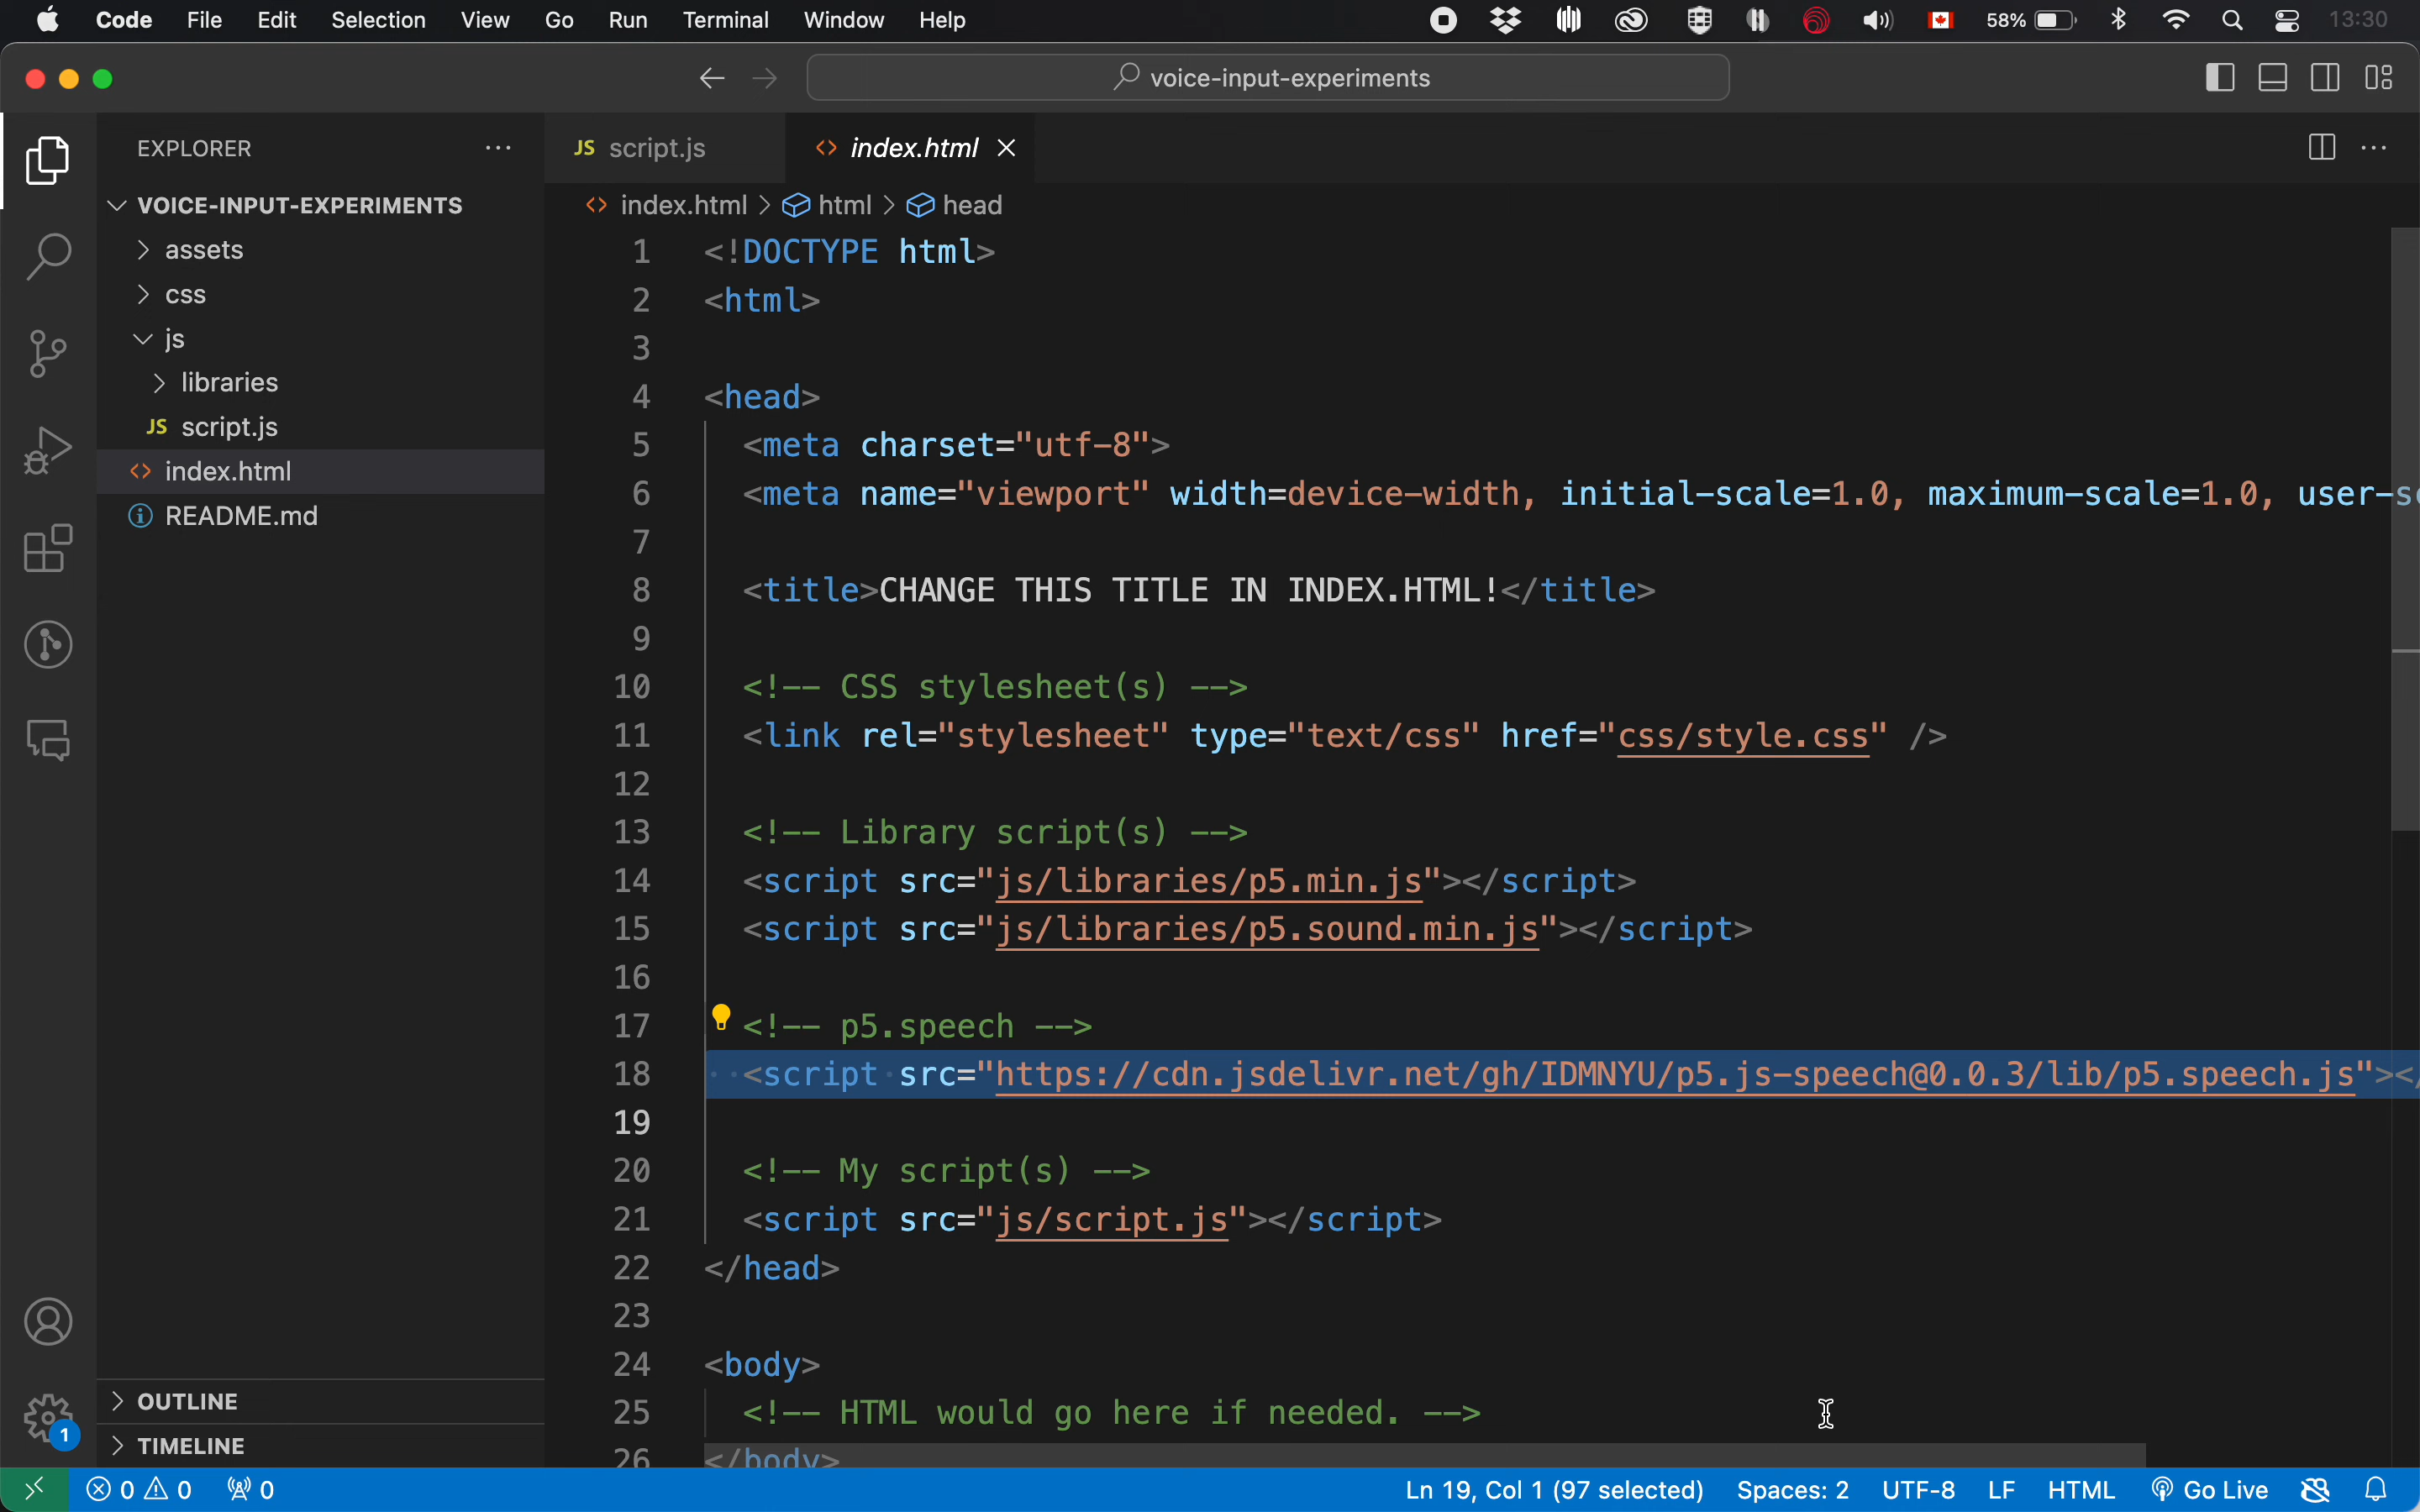 Code File Edit Selection View Go Run Terminal Window Help 58% 13:30
voice-input-experiments
EXPLORER
VOICE-INPUT-EXPERIMENTS
assets
css
js
libraries
JS script.js
<> index.html
README.md
OUTLINE
TIMELINE
JS script.js <> index.html
<> index.html > html > head
1 <!DOCTYPE html>
2 <html>
3
4 <head>
5 <meta charset="utf-8">
6 <meta name="viewport" width=device-width, initial-scale=1.0, maximum-scale=1.0, user-sc
7
8 <title>CHANGE THIS TITLE IN INDEX.HTML!</title>
9
10 <!-- CSS stylesheet(s) -->
11 <link rel="stylesheet" type="text/css" href="css/style.css" />
12
13 <!-- Library script(s) -->
14 <script src="js/libraries/p5.min.js"></script>
15 <script src="js/libraries/p5.sound.min.js"></script>
16
17 <!-- p5.speech -->
18 <script src="https://cdn.jsdelivr.net/gh/IDMNYU/p5.js-speech@0.0.3/lib/p5.speech.js"></
19
20 <!-- My script(s) -->
21 <script src="js/script.js"></script>
22 </head>
23
24 <body>
25 <!-- HTML would go here if needed. -->
26 </body>
1
0 0 0 Ln 19, Col 1 (97 selected) Spaces: 2 UTF-8 LF HTML Go Live